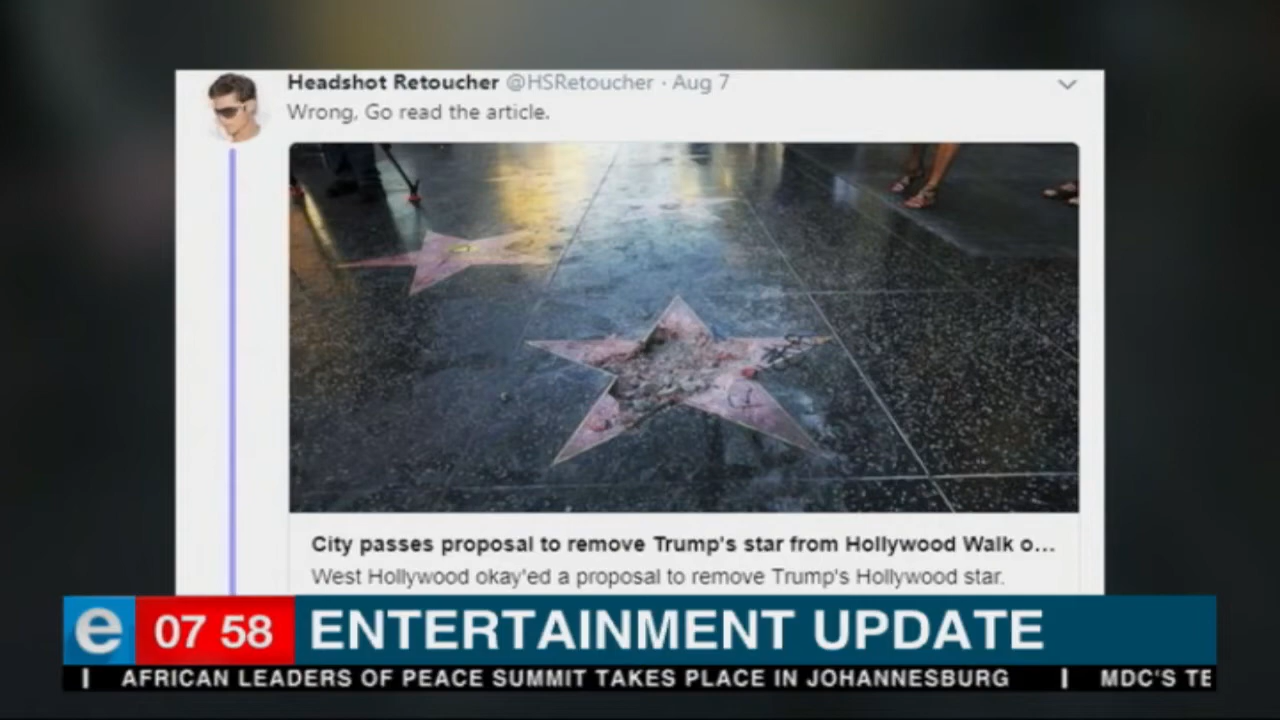 Headshot Retoucher @HSRetoucher · Aug 7
Wrong. Go read the article.
City passes proposal to remove Trump's star from Hollywood Walk o...
West Hollywood okay'ed a proposal to remove Trump's Hollywood star.
e 07 58 ENTERTAINMENT UPDATE
| AFRICAN LEADERS OF PEACE SUMMIT TAKES PLACE IN JOHANNESBURG | MDC'S TE